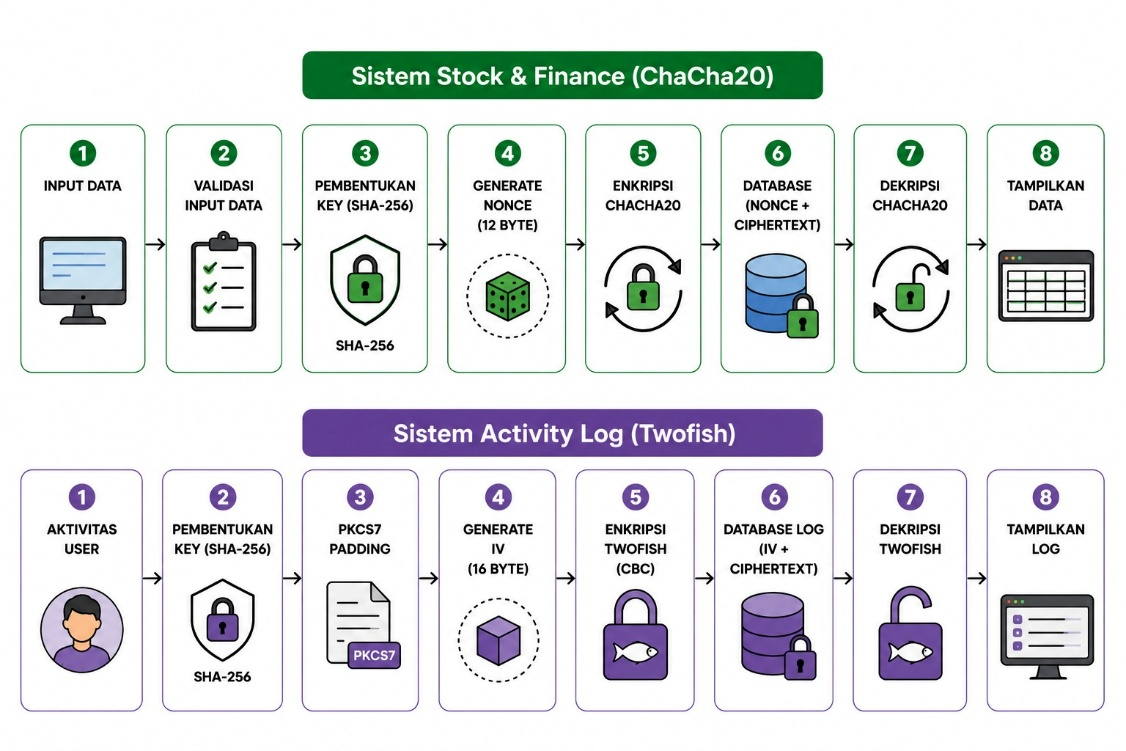 Sistem Stock & Finance (ChaCha20)
1
INPUT DATA
2
VALIDASI
INPUT DATA
3
PEMBENTUKAN
KEY (SHA-256)
SHA-256
4
GENERATE
NONCE
(12 BYTE)
5
ENKRIPSI
CHACHA20
6
DATABASE
(NONCE +
CIPHERTEXT)
7
DEKRIPSI
CHACHA20
8
TAMPILKAN
DATA
Sistem Activity Log (Twofish)
1
AKTIVITAS
USER
2
PEMBENTUKAN
KEY (SHA-256)
SHA-256
3
PKCS7
PADDING
PKCS7
4
GENERATE
IV
(16 BYTE)
5
ENKRIPSI
TWOFISH
(CBC)
6
DATABASE LOG
(IV +
CIPHERTEXT)
7
DEKRIPSI
TWOFISH
8
TAMPILKAN
LOG